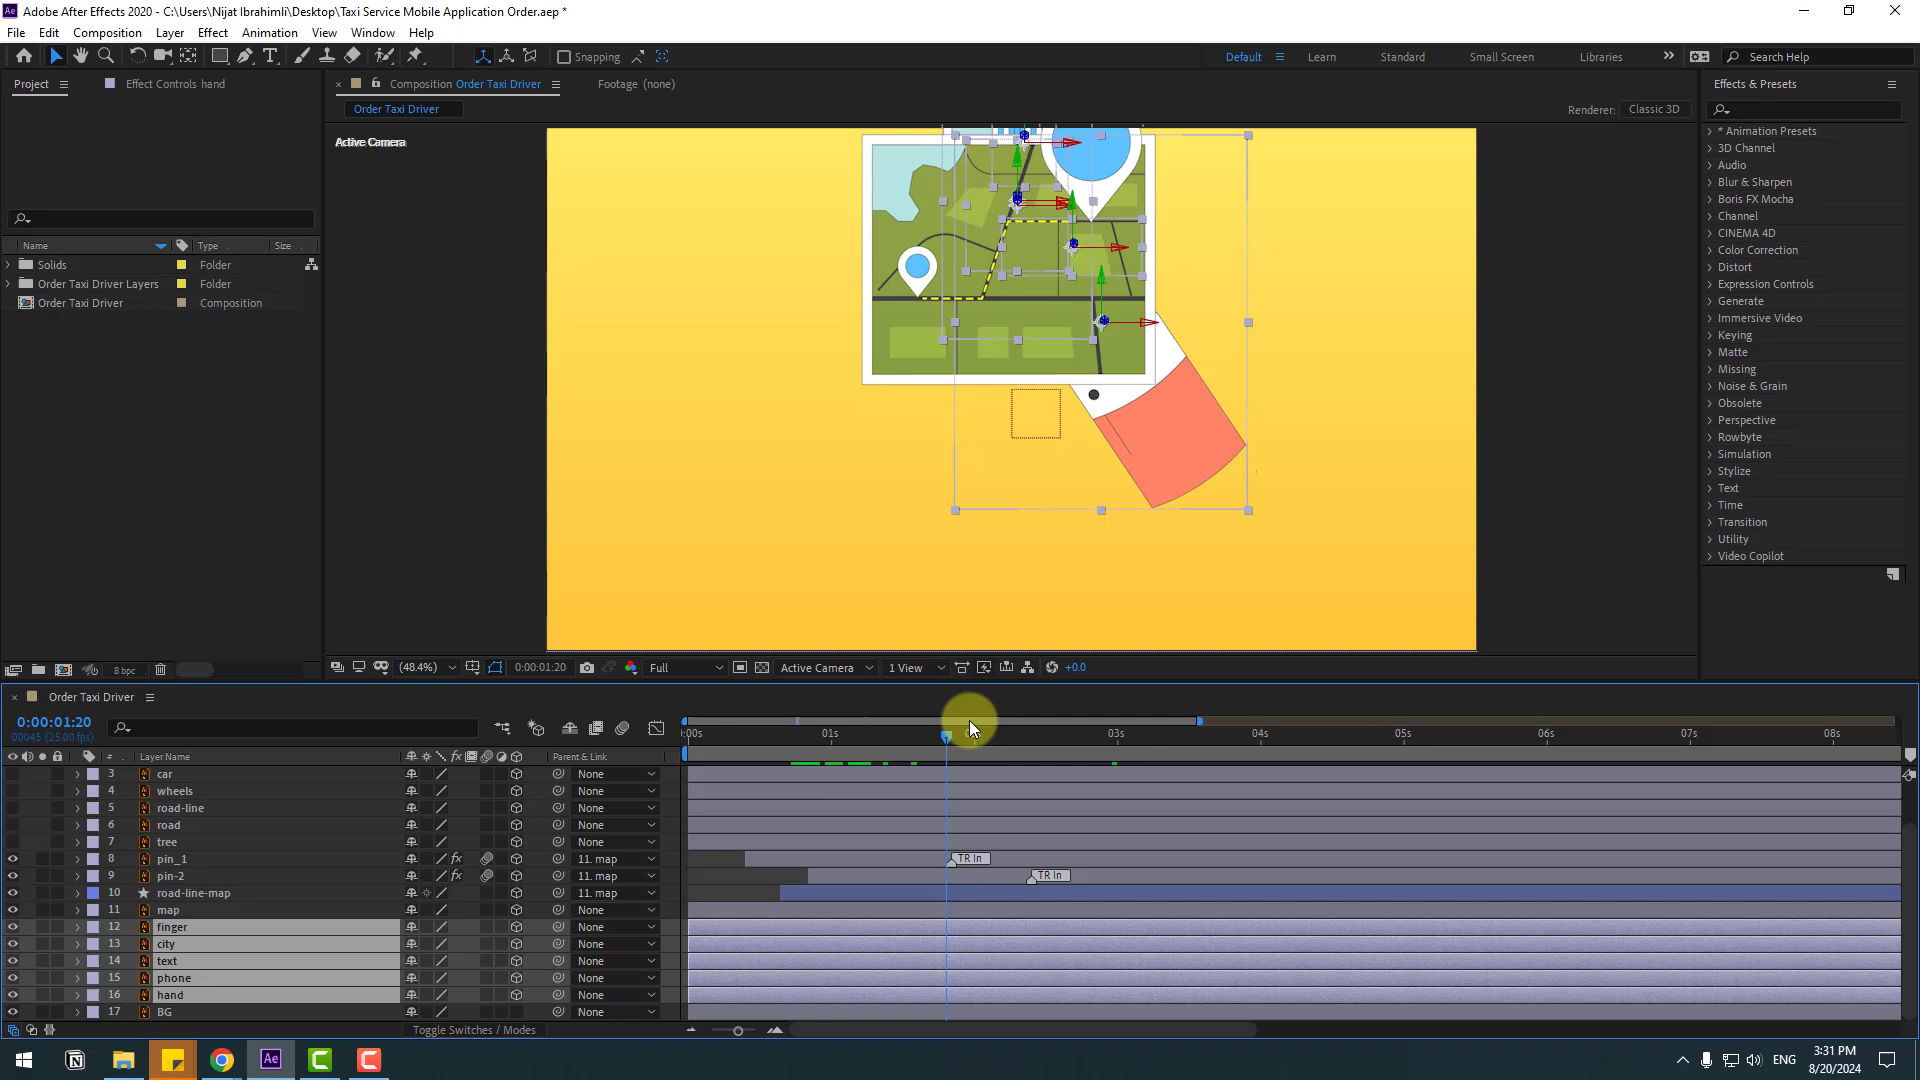 Ae Adobe After Effects 2020 - C:\Users\Nijat Ibrahimli\Desktop\Taxi Service Mobile Application Order.aep *
File Edit Composition Layer Effect Animation View Window Help
Snapping Default Learn Standard Small Screen Libraries Search Help
Project Effect Controls hand
Composition Order Taxi Driver Footage (none)
Effects & Presets
Order Taxi Driver
Renderer: Classic 3D
Active Camera
Name Type Size
Solids Folder
Order Taxi Driver Layers Folder
Order Taxi Driver Composition
* Animation Presets
3D Channel
Audio
Blur & Sharpen
Boris FX Mocha
Channel
CINEMA 4D
Color Correction
Distort
Expression Controls
Generate
Immersive Video
Keying
Matte
Missing
Noise & Grain
Obsolete
Perspective
Rowbyte
Simulation
Stylize
Text
Time
Transition
Utility
Video Copilot
8 bpc
(48.4%) 0:00:01:20 Full Active Camera 1 View +0.0
Order Taxi Driver
0:00:01:20
00045 (25.00 fps)
:00s 01s 03s 04s 05s 06s 07s 08s
# Layer Name fx Parent & Link
3 car None
4 wheels None
5 road-line None
6 road None
7 tree None
8 pin_1 fx 11. map TR In
9 pin-2 fx 11. map TR In
10 road-line-map 11. map
11 map None
12 finger None
13 city None
14 text None
15 phone None
16 hand None
17 BG None
Toggle Switches / Modes
Ae C C
ENG
3:31 PM
8/20/2024